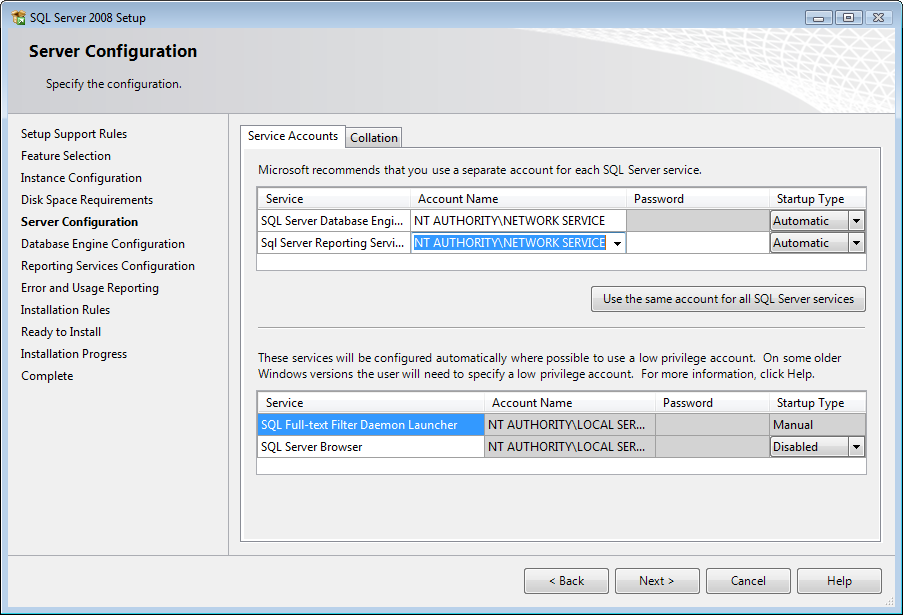 SQL Server 2008 Setup
Server Configuration
Specify the configuration.
Setup Support Rules
Feature Selection
Instance Configuration
Disk Space Requirements
Server Configuration
Database Engine Configuration
Reporting Services Configuration
Error and Usage Reporting
Installation Rules
Ready to Install
Installation Progress
Complete
Service Accounts Collation
Microsoft recommends that you use a separate account for each SQL Server service.
Service Account Name Password Startup Type
SQL Server Database Engi... NT AUTHORITY\NETWORK SERVICE Automatic
Sql Server Reporting Servi... NT AUTHORITY\NETWORK SERVICE Automatic
Use the same account for all SQL Server services
These services will be configured automatically where possible to use a low privilege account. On some older
Windows versions the user will need to specify a low privilege account. For more information, click Help.
Service Account Name Password Startup Type
SQL Full-text Filter Daemon Launcher NT AUTHORITY\LOCAL SER... Manual
SQL Server Browser NT AUTHORITY\LOCAL SER... Disabled
< Back Next > Cancel Help